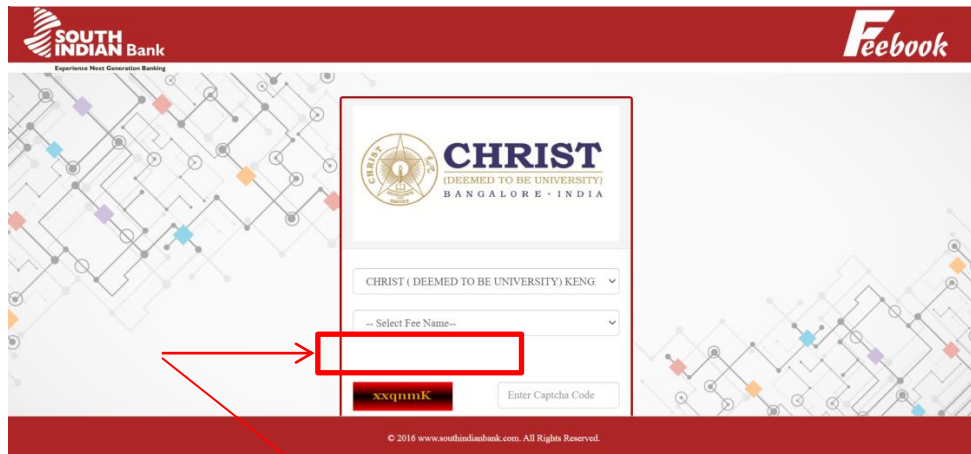 SOUTH
INDIAN Bank
Experience Next Generation Banking
Feebook
CHRIST
CHRIST
(DEEMED TO BE UNIVERSITY)
BANGALORE · INDIA
CHRIST ( DEEMED TO BE UNIVERSITY) KENG
-- Select Fee Name--
xxqnmK
Enter Captcha Code
© 2016 www.southindianbank.com. All Rights Reserved.